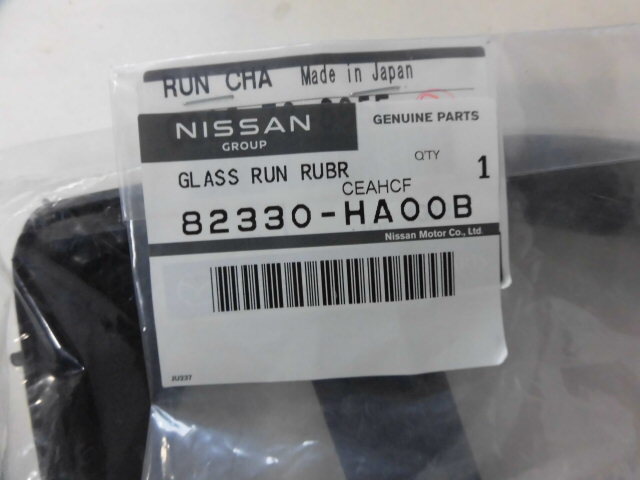 RUN CHA Made in Japan
NISSAN GENUINE PARTS
GROUP
GLASS RUN RUBR QTY 1
CEAHCF
82330-HA00B
Nissan Motor Co., Ltd.
JU237